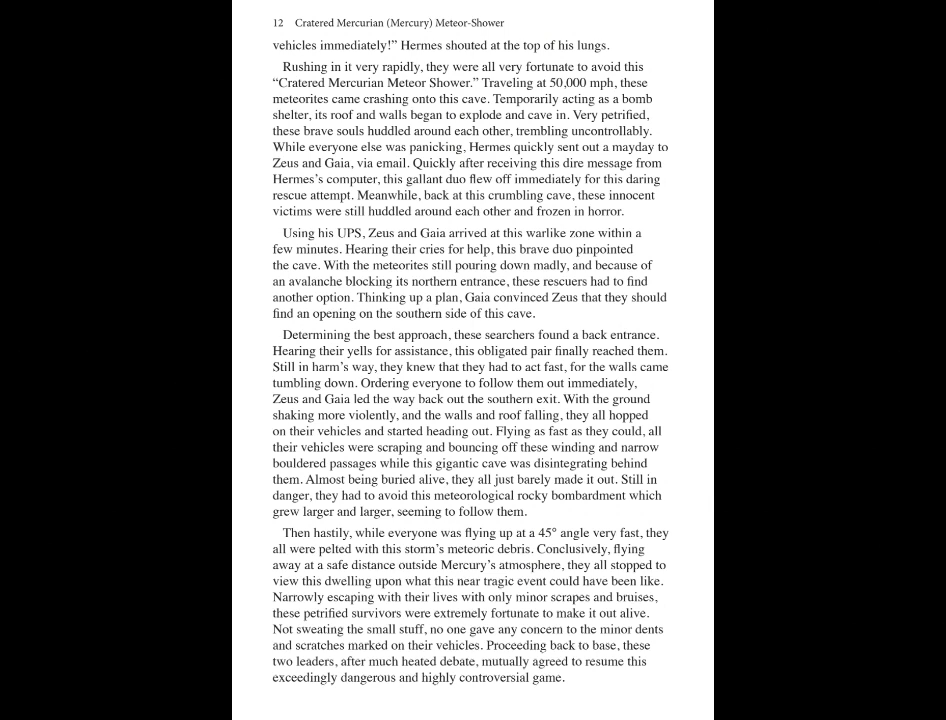 12 Cratered Mercurian (Mercury) Meteor-Shower
vehicles immediately!” Hermes shouted at the top of his lungs.
Rushing in it very rapidly, they were all very fortunate to avoid this
“Cratered Mercurian Meteor Shower.” Traveling at 50,000 mph, these
meteorites came crashing onto this cave. Temporarily acting as a bomb
shelter, its roof and walls began to explode and cave in. Very petrified,
these brave souls huddled around each other, trembling uncontrollably.
While everyone else was panicking, Hermes quickly sent out a mayday to
Zeus and Gaia, via email. Quickly after receiving this dire message from
Hermes’s computer, this gallant duo flew off immediately for this daring
rescue attempt. Meanwhile, back at this crumbling cave, these innocent
victims were still huddled around each other and frozen in horror.
Using his UPS, Zeus and Gaia arrived at this warlike zone within a
few minutes. Hearing their cries for help, this brave duo pinpointed
the cave. With the meteorites still pouring down madly, and because of
an avalanche blocking its northern entrance, these rescuers had to find
another option. Thinking up a plan, Gaia convinced Zeus that they should
find an opening on the southern side of this cave.
Determining the best approach, these searchers found a back entrance.
Hearing their yells for assistance, this obligated pair finally reached them.
Still in harm’s way, they knew that they had to act fast, for the walls came
tumbling down. Ordering everyone to follow them out immediately,
Zeus and Gaia led the way back out the southern exit. With the ground
shaking more violently, and the walls and roof falling, they all hopped
on their vehicles and started heading out. Flying as fast as they could, all
their vehicles were scraping and bouncing off these winding and narrow
bouldered passages while this gigantic cave was disintegrating behind
them. Almost being buried alive, they all just barely made it out. Still in
danger, they had to avoid this meteorological rocky bombardment which
grew larger and larger, seeming to follow them.
Then hastily, while everyone was flying up at a 45° angle very fast, they
all were pelted with this storm’s meteoric debris. Conclusively, flying
away at a safe distance outside Mercury’s atmosphere, they all stopped to
view this dwelling upon what this near tragic event could have been like.
Narrowly escaping with their lives with only minor scrapes and bruises,
these petrified survivors were extremely fortunate to make it out alive.
Not sweating the small stuff, no one gave any concern to the minor dents
and scratches marked on their vehicles. Proceeding back to base, these
two leaders, after much heated debate, mutually agreed to resume this
exceedingly dangerous and highly controversial game.